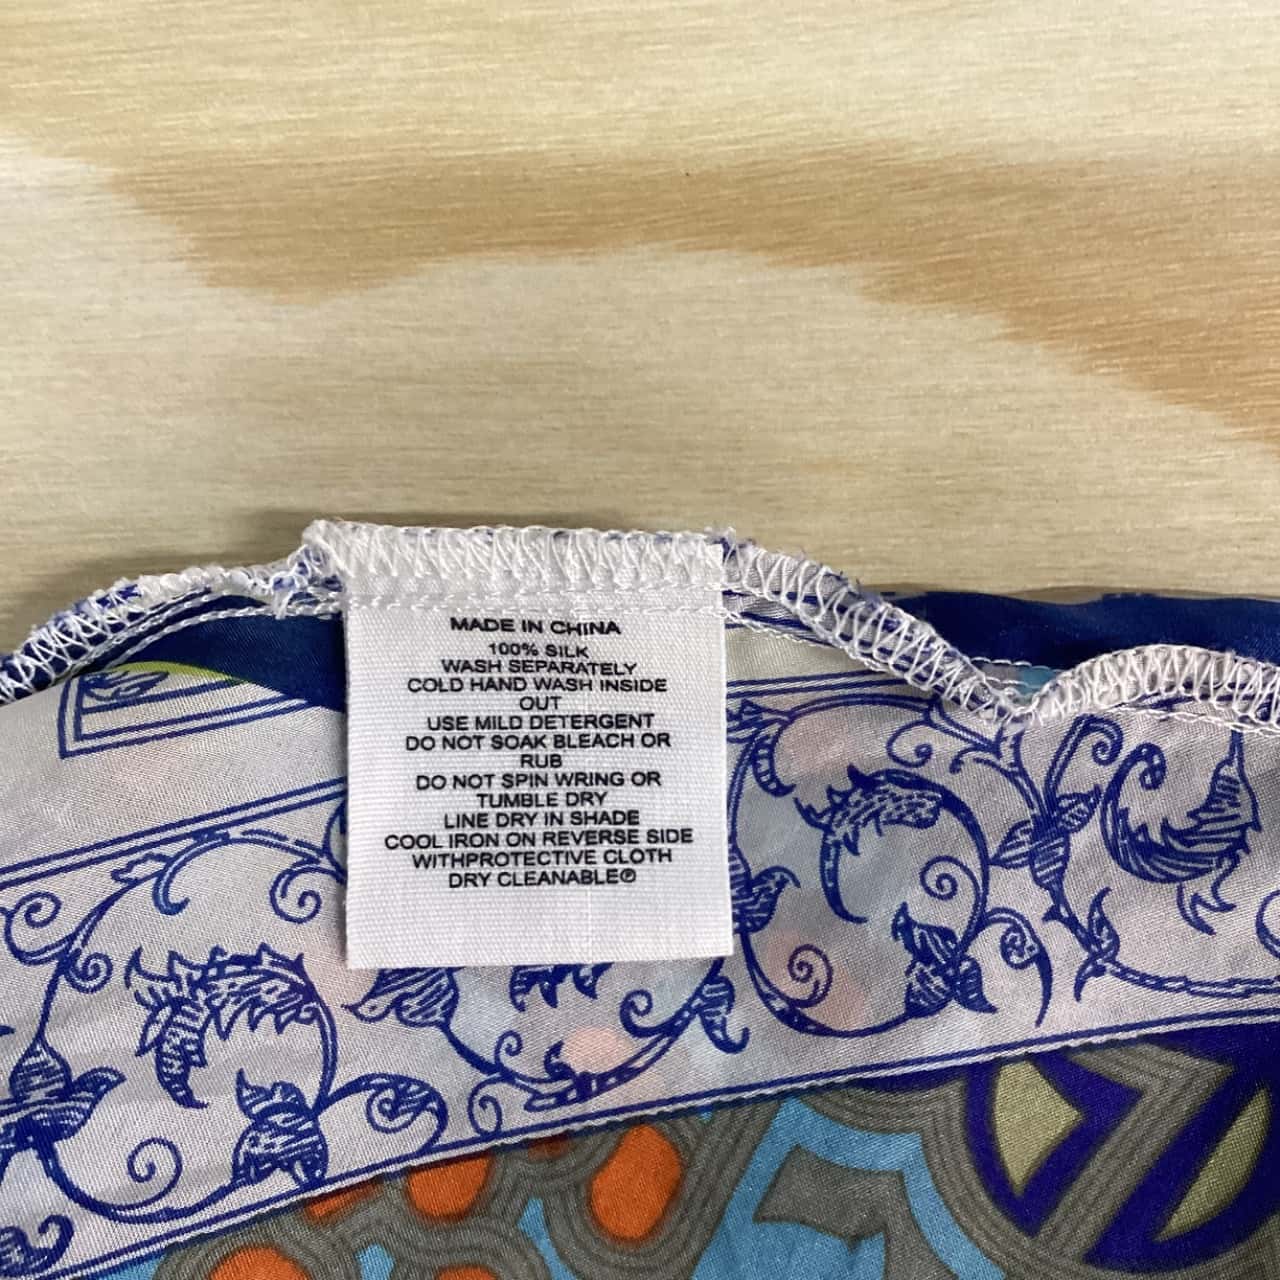 MADE IN CHINA
100% SILK
WASH SEPARATELY
COLD HAND WASH INSIDE
OUT
USE MILD DETERGENT
DO NOT SOAK BLEACH OR
RUB
DO NOT SPIN WRING OR
TUMBLE DRY
LINE DRY IN SHADE
COOL IRON ON REVERSE SIDE
WITHPROTECTIVE CLOTH
DRY CLEANABLE℗